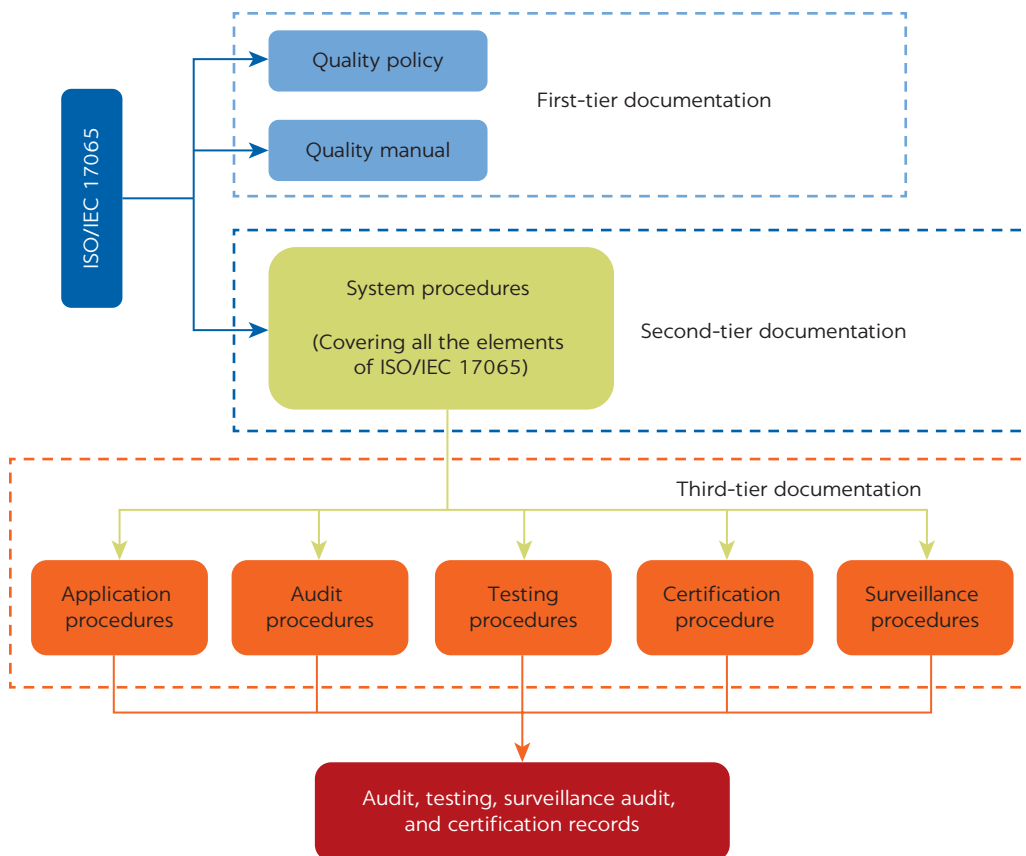 ISO/IEC 17065
Quality policy
Quality manual
First-tier documentation
System procedures
(Covering all the elements
of ISO/IEC 17065)
Second-tier documentation
Third-tier documentation
Application
procedures
Audit
procedures
Testing
procedures
Certification
procedure
Surveillance
procedures
Audit, testing, surveillance audit,
and certification records